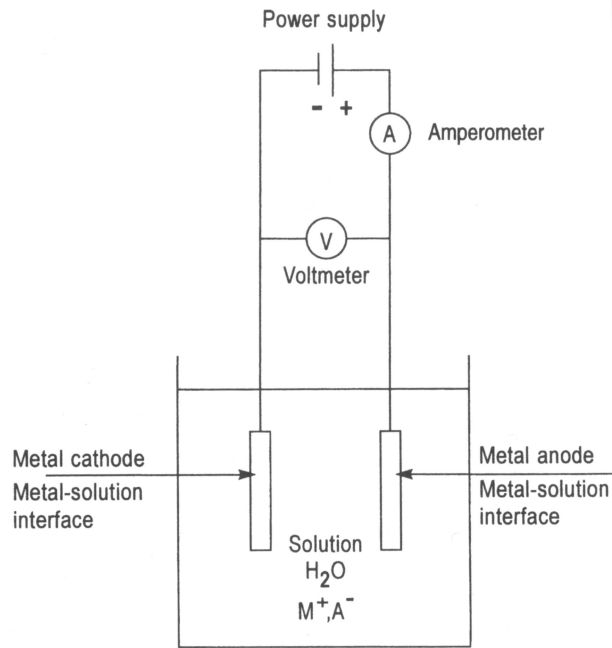 Power supply
- +
A
Amperometer
V
Voltmeter
Metal cathode
Metal-solution
interface
Metal anode
Metal-solution
interface
Solution
H₂O
M⁺,A⁻